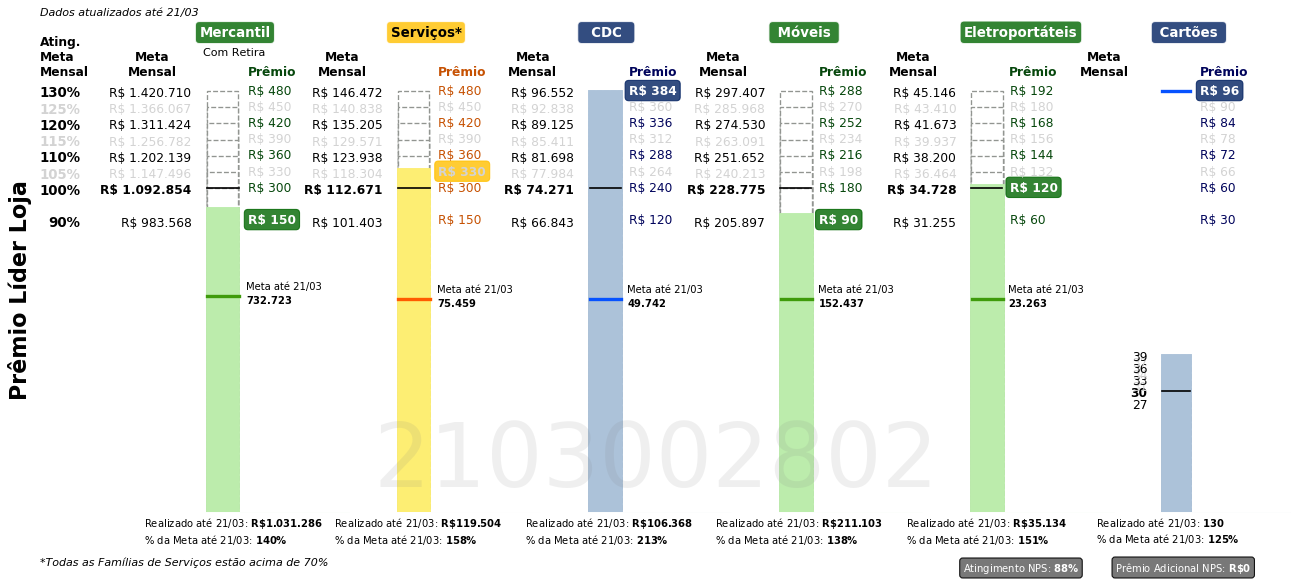 Dados atualizados até 21/03
Mercantil Serviços* CDC Móveis Eletroportáteis Cartões
Ating. Meta Mensal
Com Retira
Meta Mensal Prêmio Meta Mensal Prêmio Meta Mensal Prêmio Meta Mensal Prêmio Meta Mensal Prêmio Meta Mensal Prêmio
130% R$ 1.420.710 R$ 480 R$ 146.472 R$ 480 R$ 96.552 R$ 384 R$ 297.407 R$ 288 R$ 45.146 R$ 192 R$ 96
125% R$ 1.366.067 R$ 450 R$ 140.838 R$ 450 R$ 92.838 R$ 360 R$ 285.968 R$ 270 R$ 43.410 R$ 180 R$ 90
120% R$ 1.311.424 R$ 420 R$ 135.205 R$ 420 R$ 89.125 R$ 336 R$ 274.530 R$ 252 R$ 41.673 R$ 168 R$ 84
115% R$ 1.256.782 R$ 390 R$ 129.571 R$ 390 R$ 85.411 R$ 312 R$ 263.091 R$ 234 R$ 39.937 R$ 156 R$ 78
110% R$ 1.202.139 R$ 360 R$ 123.938 R$ 360 R$ 81.698 R$ 288 R$ 251.652 R$ 216 R$ 38.200 R$ 144 R$ 72
105% R$ 1.147.496 R$ 330 R$ 118.304 R$ 330 R$ 77.984 R$ 264 R$ 240.213 R$ 198 R$ 36.464 R$ 132 R$ 66
100% R$ 1.092.854 R$ 300 R$ 112.671 R$ 300 R$ 74.271 R$ 240 R$ 228.775 R$ 180 R$ 34.728 R$ 120 R$ 60
90% R$ 983.568 R$ 150 R$ 101.403 R$ 150 R$ 66.843 R$ 120 R$ 205.897 R$ 90 R$ 31.255 R$ 60 R$ 30
Prêmio Líder Loja
Meta até 21/03 Meta até 21/03 Meta até 21/03 Meta até 21/03 Meta até 21/03
732.723 75.459 49.742 152.437 23.263
39
36
33
30
27
2103002802
Realizado até 21/03: R$1.031.286 Realizado até 21/03: R$119.504 Realizado até 21/03: R$106.368 Realizado até 21/03: R$211.103 Realizado até 21/03: R$35.134 Realizado até 21/03: 130
% da Meta até 21/03: 140% % da Meta até 21/03: 158% % da Meta até 21/03: 213% % da Meta até 21/03: 138% % da Meta até 21/03: 151% % da Meta até 21/03: 125%
*Todas as Famílias de Serviços estão acima de 70%
Atingimento NPS: 88% Prêmio Adicional NPS: R$0